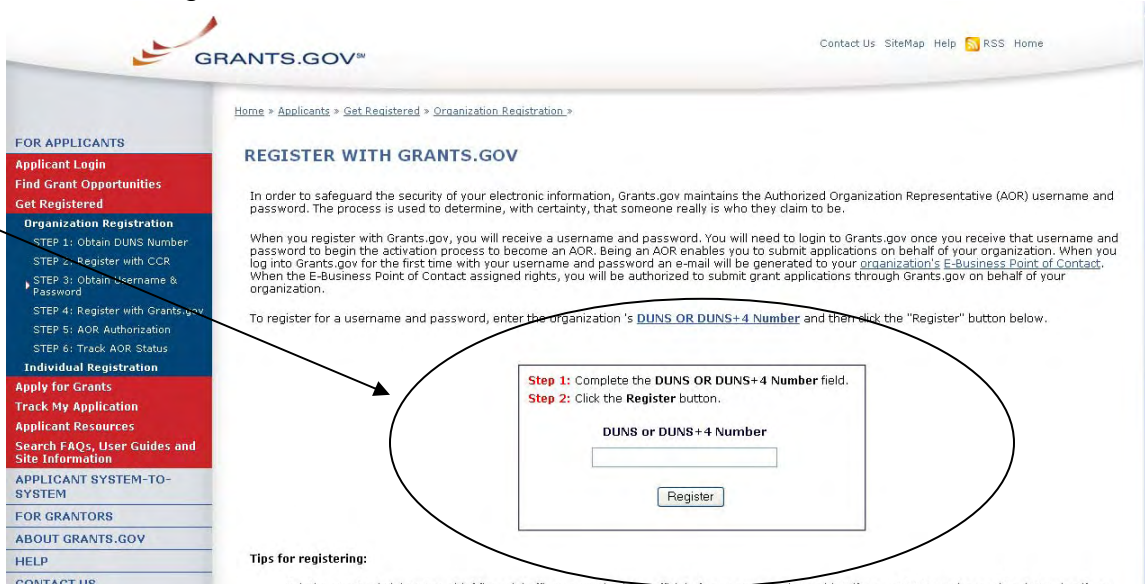 GRANTS.GOV℠
Contact Us SiteMap Help RSS Home
Home » Applicants » Get Registered » Organization Registration »
FOR APPLICANTS
Applicant Login
Find Grant Opportunities
Get Registered
Organization Registration
STEP 1: Obtain DUNS Number
STEP 2: Register with CCR
STEP 3: Obtain Username &
Password
STEP 4: Register with Grants.gov
STEP 5: AOR Authorization
STEP 6: Track AOR Status
Individual Registration
Apply for Grants
Track My Application
Applicant Resources
Search FAQs, User Guides and
Site Information
APPLICANT SYSTEM-TO-
SYSTEM
FOR GRANTORS
ABOUT GRANTS.GOV
HELP
CONTACT US
REGISTER WITH GRANTS.GOV
In order to safeguard the security of your electronic information, Grants.gov maintains the Authorized Organization Representative (AOR) username and
password. The process is used to determine, with certainty, that someone really is who they claim to be.
When you register with Grants.gov, you will receive a username and password. You will need to login to Grants.gov once you receive that username and
password to begin the activation process to become an AOR. Being an AOR enables you to submit applications on behalf of your organization. When you
log into Grants.gov for the first time with your username and password an e-mail will be generated to your organization's E-Business Point of Contact.
When the E-Business Point of Contact assigned rights, you will be authorized to submit grant applications through Grants.gov on behalf of your
organization.
To register for a username and password, enter the organization 's DUNS OR DUNS+4 Number and then click the "Register" button below.
Step 1: Complete the DUNS OR DUNS+4 Number field.
Step 2: Click the Register button.
DUNS or DUNS+4 Number
Register
Tips for registering: